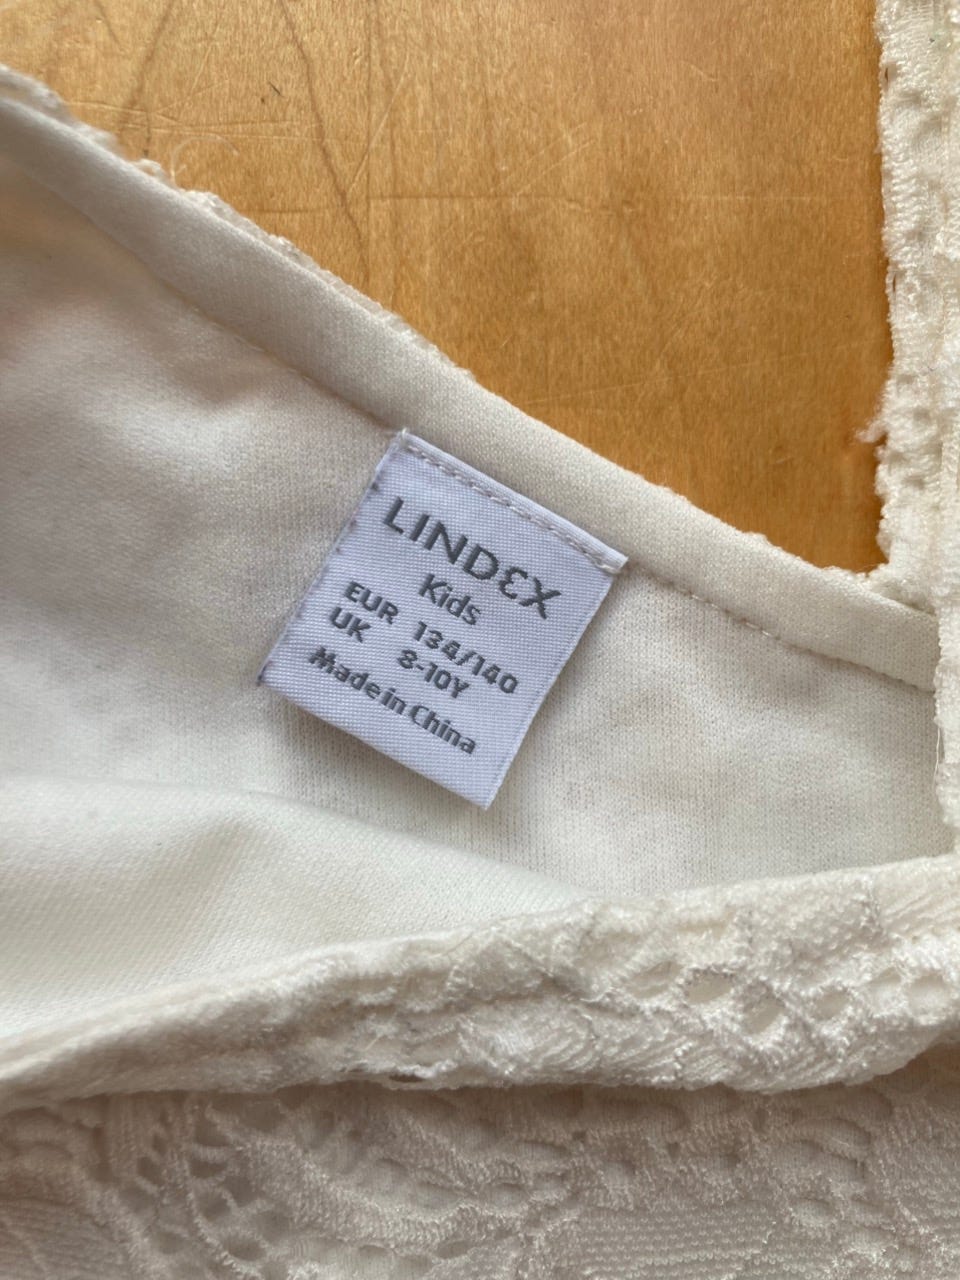 LINDEX
Kids
EUR 134/140
UK 8-10Y
Made in China